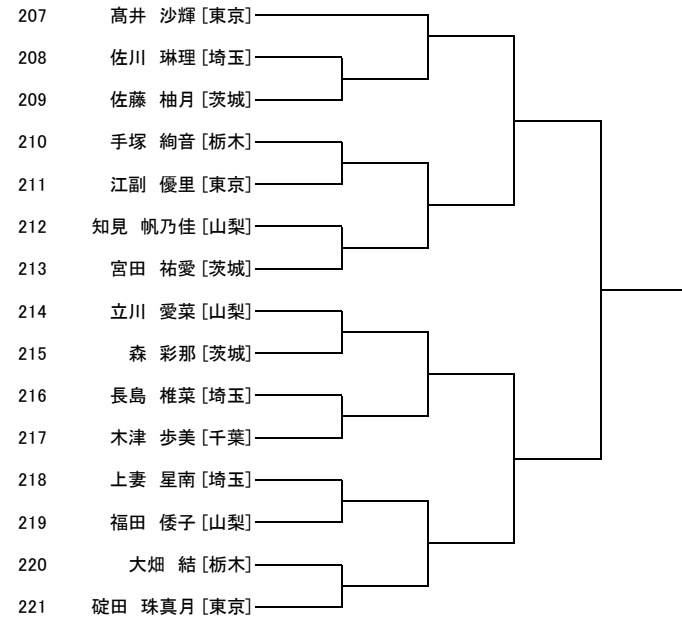 207 髙井 沙輝 [東京]
208 佐川 琳理 [埼玉]
209 佐藤 柚月 [茨城]
210 手塚 絢音 [栃木]
211 江副 優里 [東京]
212 知見 帆乃佳 [山梨]
213 宮田 祐愛 [茨城]
214 立川 愛菜 [山梨]
215 森 彩那 [茨城]
216 長島 椎菜 [埼玉]
217 木津 歩美 [千葉]
218 上妻 星南 [埼玉]
219 福田 倭子 [山梨]
220 大畑 結 [栃木]
221 碇田 珠真月 [東京]